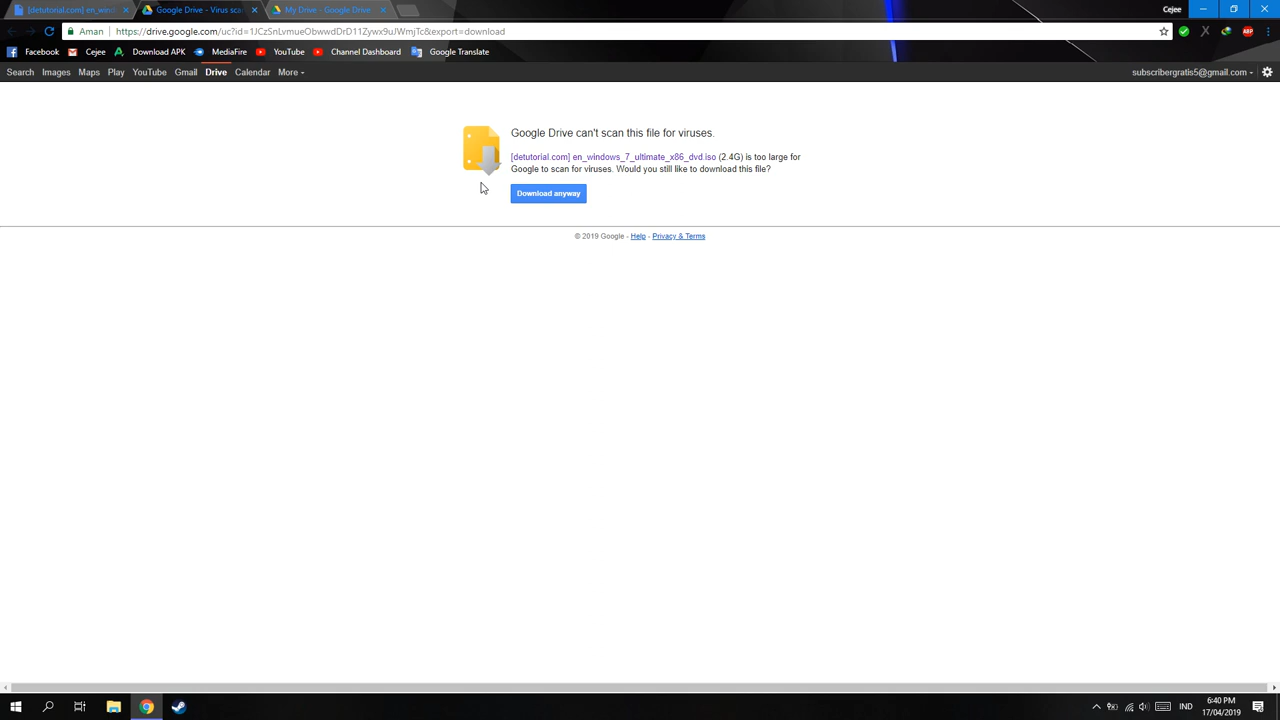 [detutorial.com] en_wind
Google Drive - Virus sca
My Drive - Google Drive
Cejee
Aman
https://drive.google.com/uc?id=1JCzSnLvmueObwwdDrD11Zywx9uJWmjTc&export=download
ABP
Facebook
Cejee
Download APK
MediaFire
YouTube
Channel Dashboard
Google Translate
Search Images Maps Play YouTube Gmail Drive Calendar More
subscribergratis5@gmail.com
Google Drive can't scan this file for viruses.
[detutorial.com] en_windows_7_ultimate_x86_dvd.iso (2.4G) is too large for
Google to scan for viruses. Would you still like to download this file?
Download anyway
© 2019 Google - Help - Privacy & Terms
IND
6:40 PM
17/04/2019